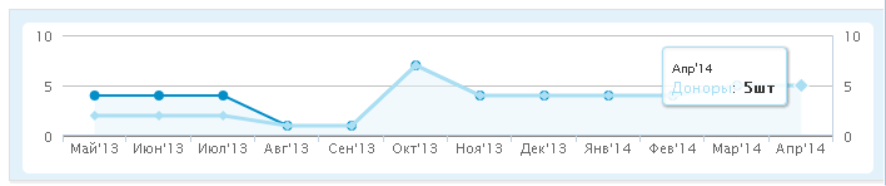 10 10
Апр'14
Доноры: 5шт
5 5
0 0
Май'13 Июн'13 Июл'13 Авг'13 Сен'13 Окт'13 Ноя'13 Дек'13 Янв'14 Фев'14 Мар'14 Апр'14